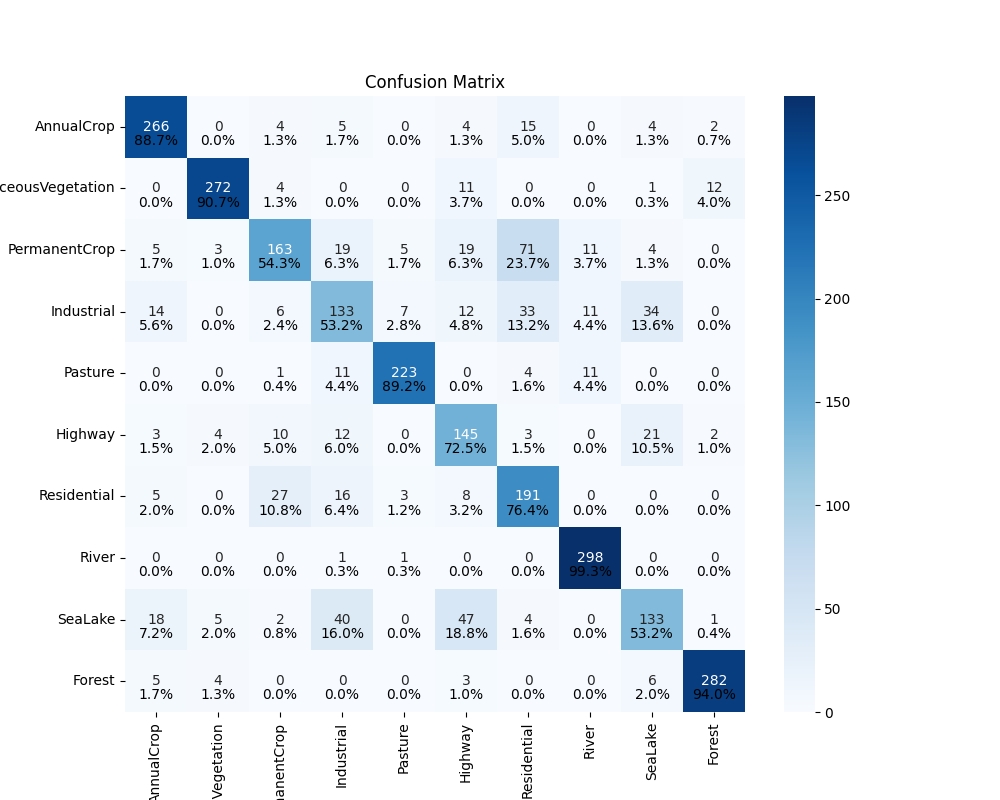 Confusion Matrix
AnnualCrop 266 0 4 5 0 4 15 0 4 2
88.7% 0.0% 1.3% 1.7% 0.0% 1.3% 5.0% 0.0% 1.3% 0.7%
ceousVegetation 272 4 0 0 11 0 0 1 12
0.0% 90.7% 1.3% 0.0% 0.0% 3.7% 0.0% 0.0% 0.3% 4.0%
PermanentCrop 5 3 163 19 5 19 71 11 4 0
1.7% 1.0% 54.3% 6.3% 1.7% 6.3% 23.7% 3.7% 1.3% 0.0%
Industrial 14 0 6 133 7 12 33 11 34 0
5.6% 0.0% 2.4% 53.2% 2.8% 4.8% 13.2% 4.4% 13.6% 0.0%
Pasture 0 0 1 11 223 0 4 11 0 0
0.0% 0.0% 0.4% 4.4% 89.2% 0.0% 1.6% 4.4% 0.0% 0.0%
Highway 3 4 10 12 0 145 3 0 21 2
1.5% 2.0% 5.0% 6.0% 0.0% 72.5% 1.5% 0.0% 10.5% 1.0%
Residential 5 0 27 16 3 8 191 0 0 0
2.0% 0.0% 10.8% 6.4% 1.2% 3.2% 76.4% 0.0% 0.0% 0.0%
River 0 0 0 1 1 0 0 298 0 0
0.0% 0.0% 0.0% 0.3% 0.3% 0.0% 0.0% 99.3% 0.0% 0.0%
SeaLake 18 5 2 40 0 47 4 0 133 1
7.2% 2.0% 0.8% 16.0% 0.0% 18.8% 1.6% 0.0% 53.2% 0.4%
Forest 5 4 0 0 0 3 0 0 6 282
1.7% 1.3% 0.0% 0.0% 0.0% 1.0% 0.0% 0.0% 2.0% 94.0%
AnnualCrop
Vegetation
anentCrop
Industrial
Pasture
Highway
Residential
River
SeaLake
Forest
250
200
150
100
50
0